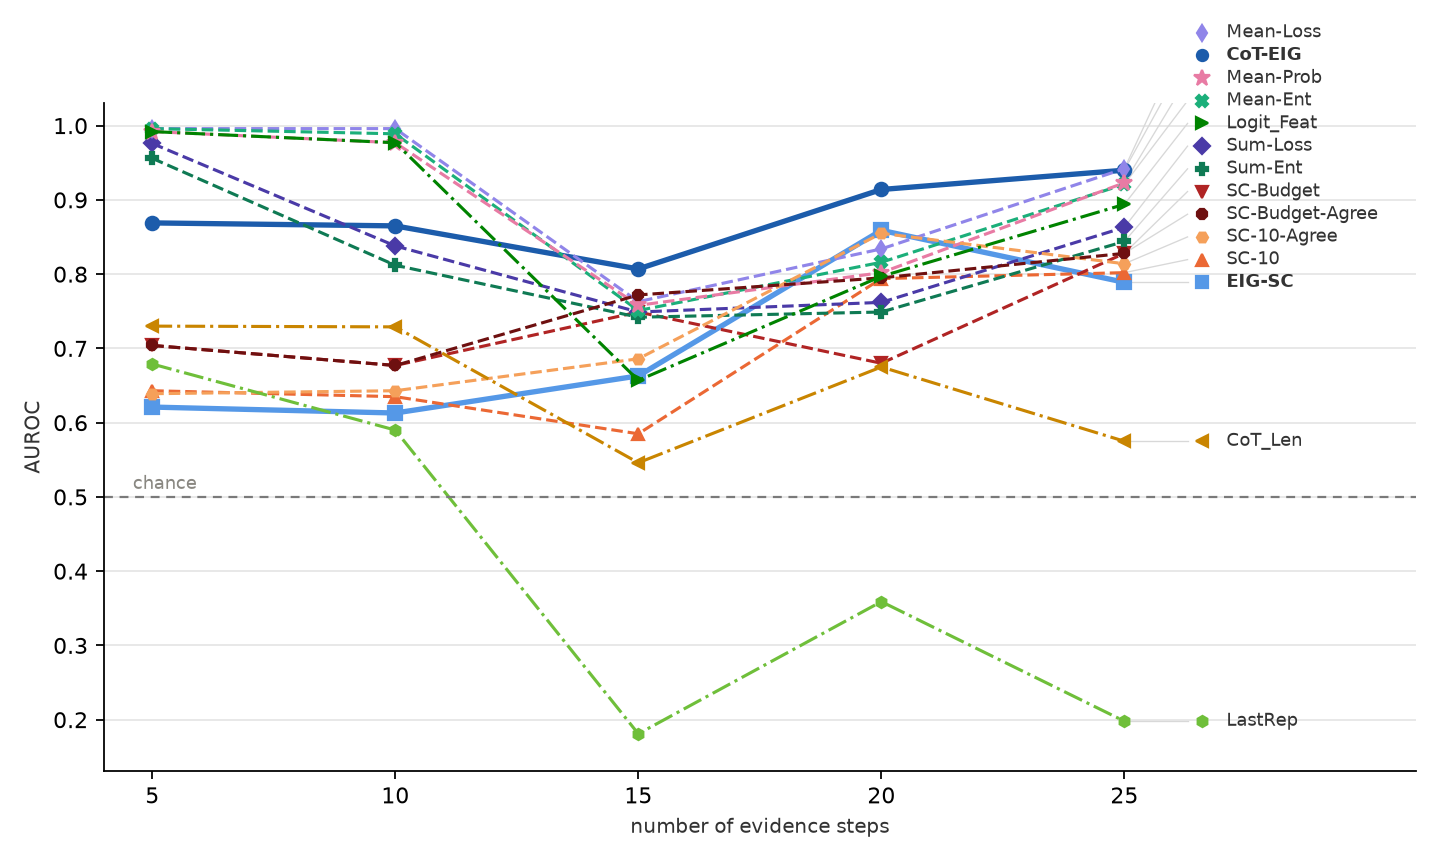 Mean-Loss
CoT-EIG
Mean-Prob
Mean-Ent
Logit_Feat
Sum-Loss
Sum-Ent
SC-Budget
SC-Budget-Agree
SC-10-Agree
SC-10
EIG-SC
CoT_Len
LastRep
1.0
0.9
0.8
0.7
0.6
0.5
0.4
0.3
0.2
AUROC
chance
5 10 15 20 25
number of evidence steps